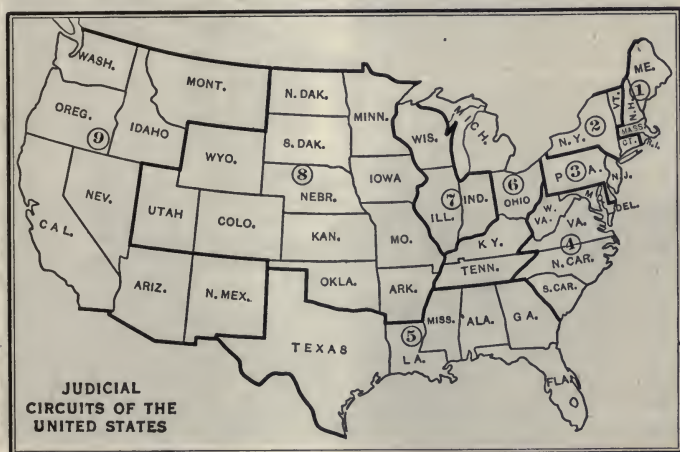 WASH.
MONT.
N. DAK.
MINN.
ME.
OREG.
IDAHO
9
WYO.
S. DAK.
8
NEBR.
IOWA
WIS.
MICH.
N.Y.
2
VT.
N.H.
1
MASS.
CT.
R.I.
NEV.
CAL.
UTAH
COLO.
KAN.
MO.
ILL.
7
IND.
6
OHIO
P 3 A.
N.J.
DEL.
MD.
W.
VA.
VA.
4
KY.
N.CAR.
TENN.
ARIZ.
N. MEX.
OKLA.
ARK.
S.CAR.
TEXAS
5
LA.
MISS.
ALA.
GA.
FLA.
JUDICIAL
CIRCUITS OF THE
UNITED STATES